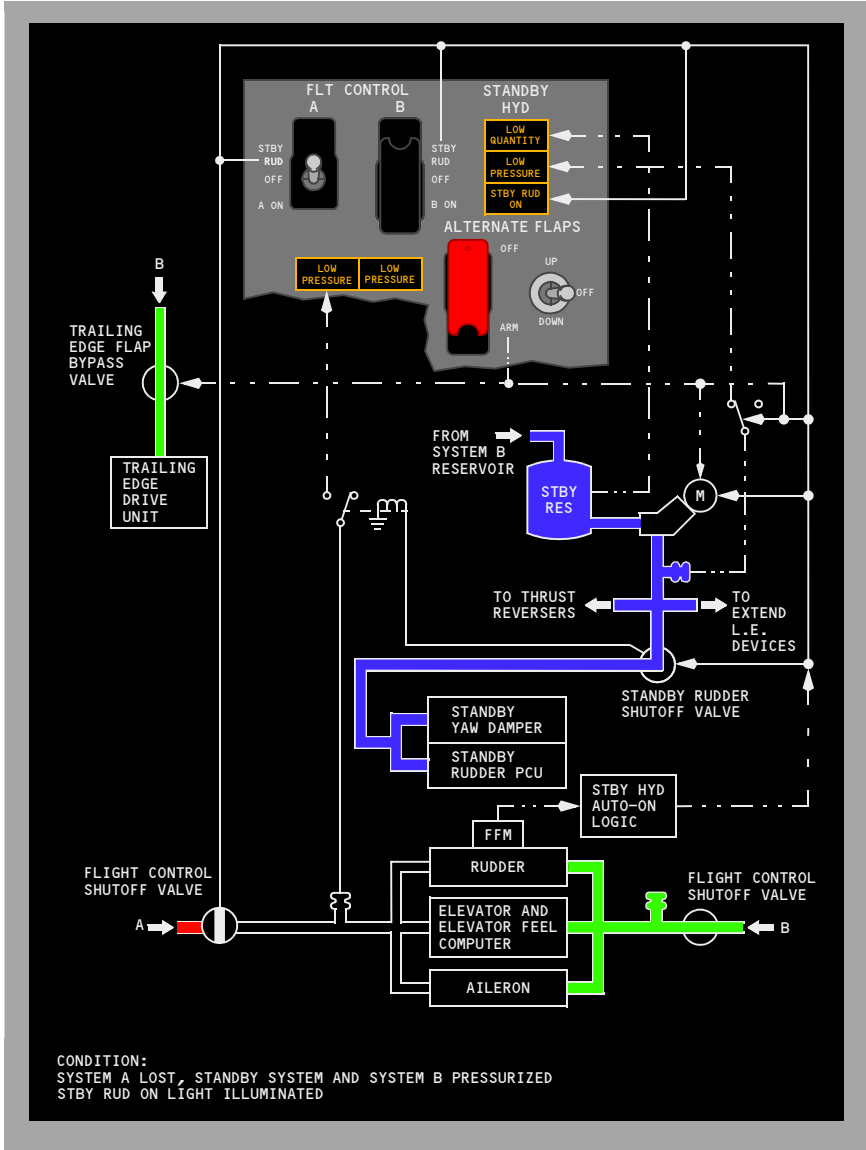 FLT CONTROL
A
B
STANDBY
HYD
STBY
RUD
OFF
A ON
STBY
RUD
OFF
B ON
LOW
QUANTITY
LOW
PRESSURE
STBY RUD
ON
ALTERNATE FLAPS
OFF
ARM
UP
OFF
DOWN
LOW
PRESSURE
LOW
PRESSURE
B
TRAILING
EDGE FLAP
BYPASS
VALVE
TRAILING
EDGE
DRIVE
UNIT
FROM
SYSTEM B
RESERVOIR
STBY
RES
M
TO THRUST
REVERSERS
TO
EXTEND
L.E.
DEVICES
STANDBY RUDDER
SHUTOFF VALVE
STANDBY
YAW DAMPER
STANDBY
RUDDER PCU
STBY HYD
AUTO-ON
LOGIC
FFM
RUDDER
ELEVATOR AND
ELEVATOR FEEL
COMPUTER
AILERON
FLIGHT CONTROL
SHUTOFF VALVE
A
FLIGHT CONTROL
SHUTOFF VALVE
B
CONDITION:
SYSTEM A LOST, STANDBY SYSTEM AND SYSTEM B PRESSURIZED
STBY RUD ON LIGHT ILLUMINATED